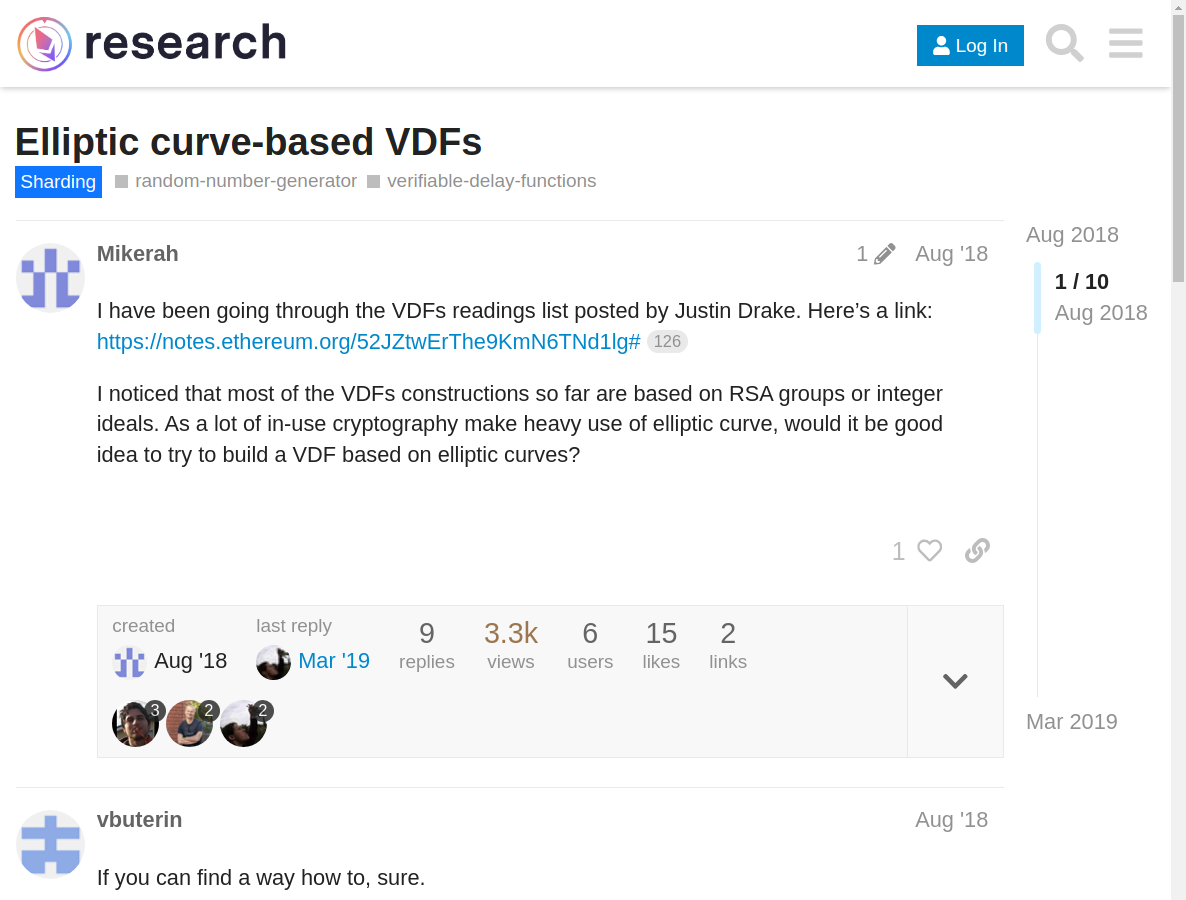 research
Log In
Elliptic curve-based VDFs
Sharding random-number-generator verifiable-delay-functions
Mikerah 1 Aug '18
I have been going through the VDFs readings list posted by Justin Drake. Here’s a link:
https://notes.ethereum.org/52JZtwErThe9KmN6TNd1lg# 126
I noticed that most of the VDFs constructions so far are based on RSA groups or integer
ideals. As a lot of in-use cryptography make heavy use of elliptic curve, would it be good
idea to try to build a VDF based on elliptic curves?
1
created
Aug '18
last reply
Mar '19
9
replies
3.3k
views
6
users
15
likes
2
links
3 2 2
Aug 2018
1 / 10
Aug 2018
Mar 2019
vbuterin Aug '18
If you can find a way how to, sure.